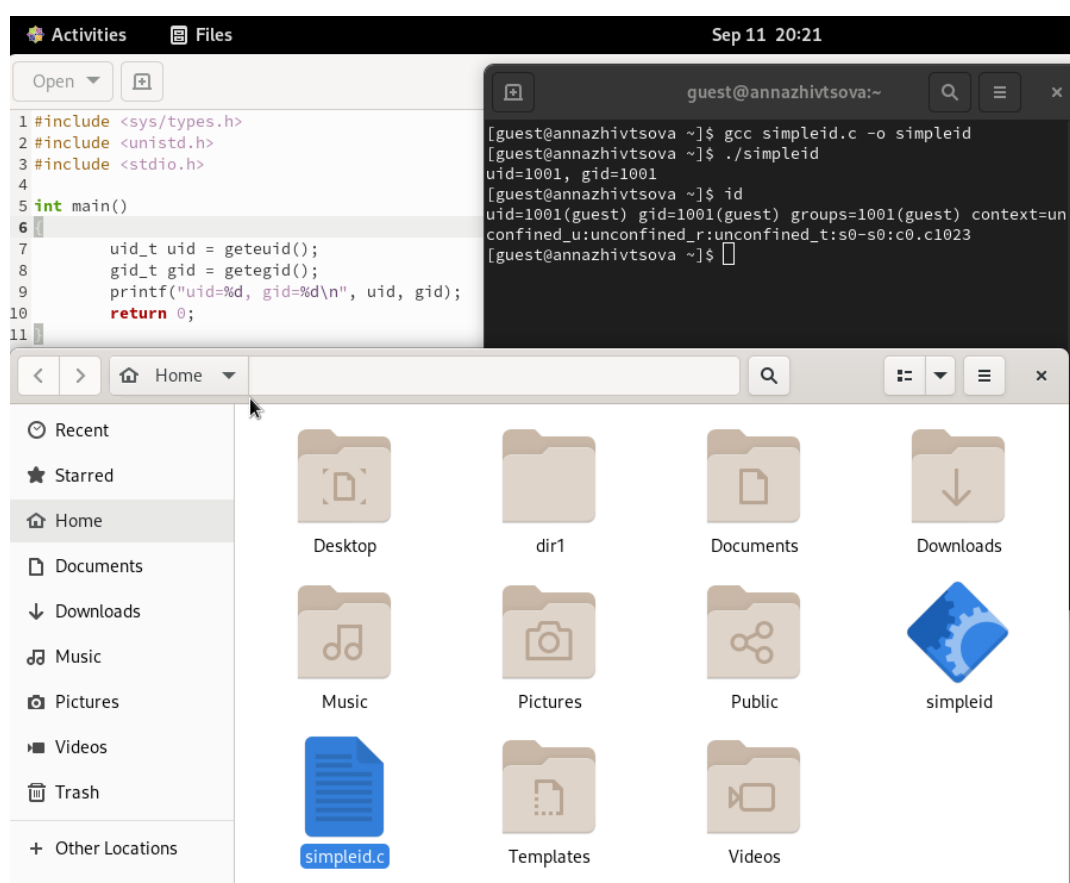 Activities Files Sep 11 20:21
Open
1 #include <sys/types.h>
2 #include <unistd.h>
3 #include <stdio.h>
4
5 int main()
6 {
7 uid_t uid = geteuid();
8 gid_t gid = getegid();
9 printf("uid=%d, gid=%d\n", uid, gid);
10 return 0;
11 }
guest@annazhivtsova:~
[guest@annazhivtsova ~]$ gcc simpleid.c -o simpleid
[guest@annazhivtsova ~]$ ./simpleid
uid=1001, gid=1001
[guest@annazhivtsova ~]$ id
uid=1001(guest) gid=1001(guest) groups=1001(guest) context=un
confined_u:unconfined_r:unconfined_t:s0-s0:c0.c1023
[guest@annazhivtsova ~]$
Home
Recent
Starred
Home
Documents
Downloads
Music
Pictures
Videos
Trash
+ Other Locations
Desktop dir1 Documents Downloads
Music Pictures Public simpleid
simpleid.c Templates Videos